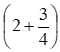 (2 + 3/4)